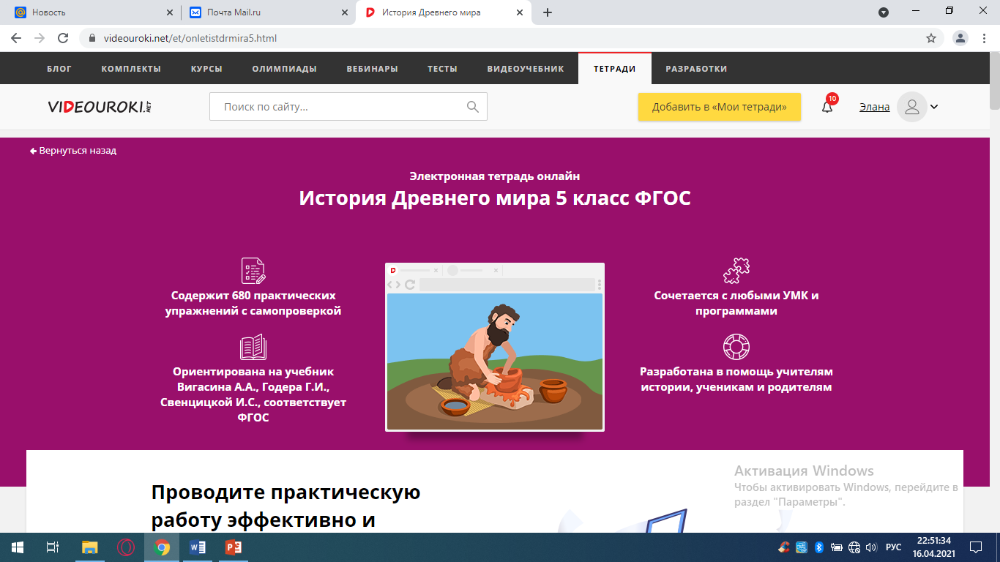 Новость
Почта Mail.ru
История Древнего мира
videouroki.net/et/onletistdrmira5.html
БЛОГ
КОМПЛЕКТЫ
КУРСЫ
ОЛИМПИАДЫ
ВЕБИНАРЫ
ТЕСТЫ
ВИДЕОУЧЕБНИК
ТЕТРАДИ
РАЗРАБОТКИ
VIDEOUROKI.NET
Поиск по сайту...
Добавить в «Мои тетради»
10
Элана
Вернуться назад
Электронная тетрадь онлайн
История Древнего мира 5 класс ФГОС
Содержит 680 практических
упражнений с самопроверкой
Ориентирована на учебник
Вигасина А.А., Годера Г.И.,
Свенцицкой И.С., соответствует
ФГОС
Сочетается с любыми УМК и
программами
Разработана в помощь учителям
истории, ученикам и родителям
Проводите практическую
работу эффективно и
Активация Windows
Чтобы активировать Windows, перейдите в
раздел "Параметры".
РУС
22:51:34
16.04.2021